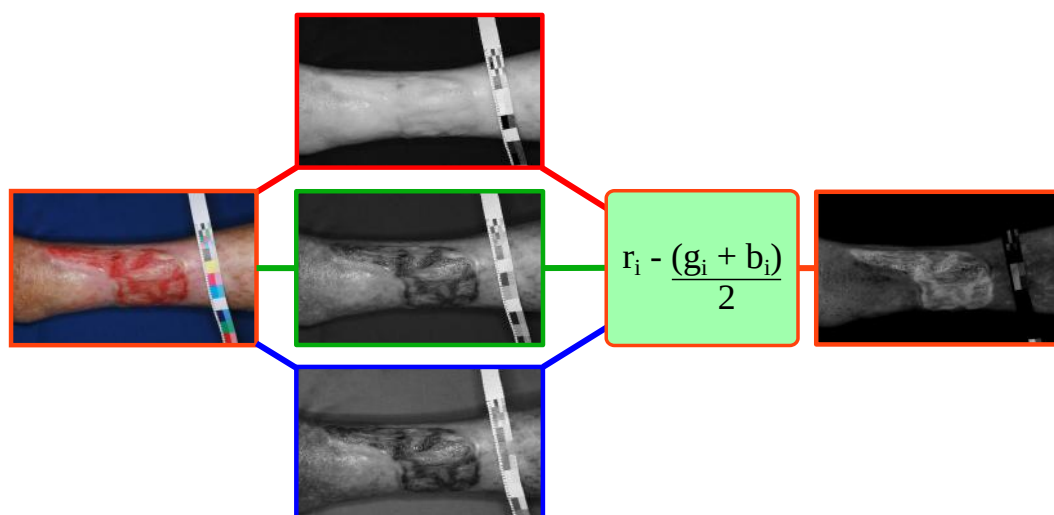 rᵢ - (gᵢ + bᵢ)
2